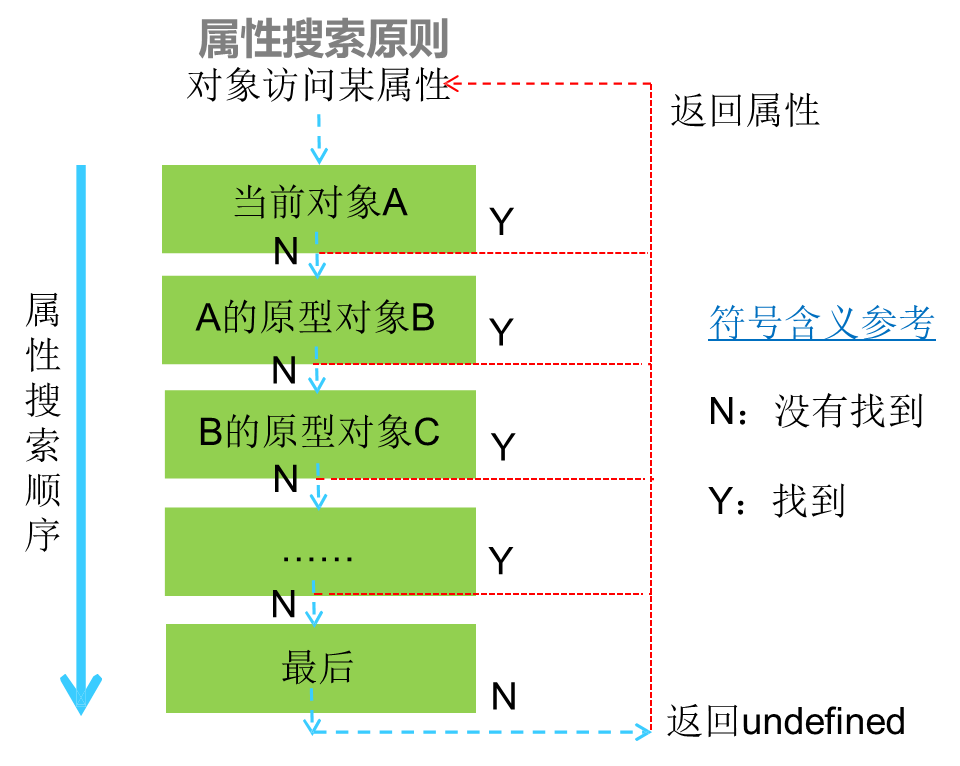 属性搜索原则
对象访问某属性
返回属性
当前对象A
Y
N
A的原型对象B
Y
N
B的原型对象C
Y
N
……
Y
N
最后
N
返回undefined
属性搜索顺序
符号含义参考
N：没有找到
Y：找到